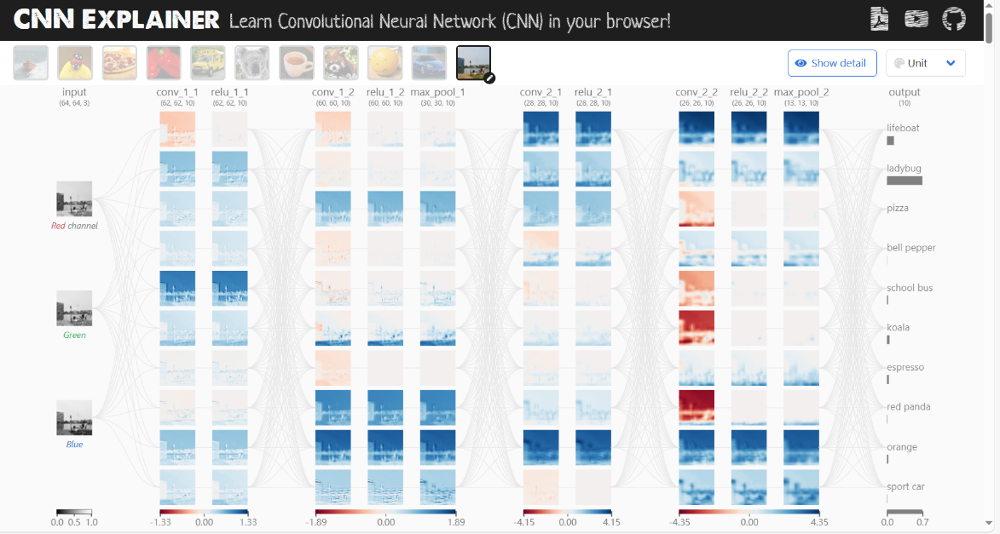 CNN EXPLAINER Learn Convolutional Neural Network (CNN) in your browser!
Show detail Unit
input conv_1_1 relu_1_1 conv_1_2 relu_1_2 max_pool_1 conv_2_1 relu_2_1 conv_2_2 relu_2_2 max_pool_2 output
(64, 64, 3) (62, 62, 10) (62, 62, 10) (60, 60, 10) (60, 60, 10) (30, 30, 10) (28, 28, 10) (28, 28, 10) (26, 26, 10) (26, 26, 10) (13, 13, 10) (10)
lifeboat
ladybug
pizza
Red channel
bell pepper
school bus
koala
Green
espresso
red panda
Blue
orange
sport car
0.0 0.5 1.0 -1.33 0.00 1.33 -1.89 0.00 1.89 -4.15 0.00 4.15 -4.35 0.00 4.35 0.0 0.7